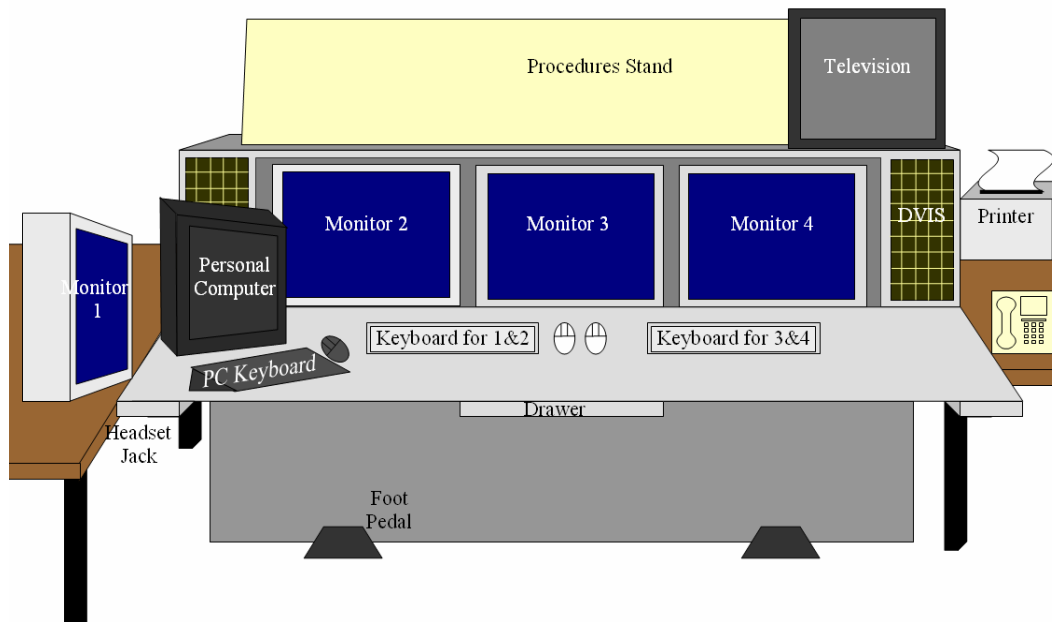 Procedures Stand
Television
Monitor 2
Monitor 3
Monitor 4
DVIS
Printer
Monitor
1
Personal
Computer
Keyboard for 1&2
Keyboard for 3&4
PC Keyboard
Drawer
Headset
Jack
Foot
Pedal